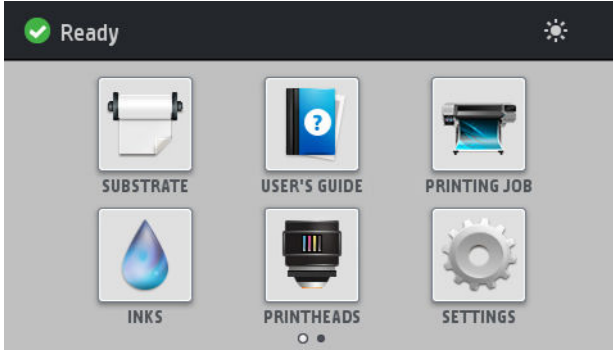 Ready
SUBSTRATE
USER'S GUIDE
PRINTING JOB
?
INKS
PRINTHEADS
SETTINGS